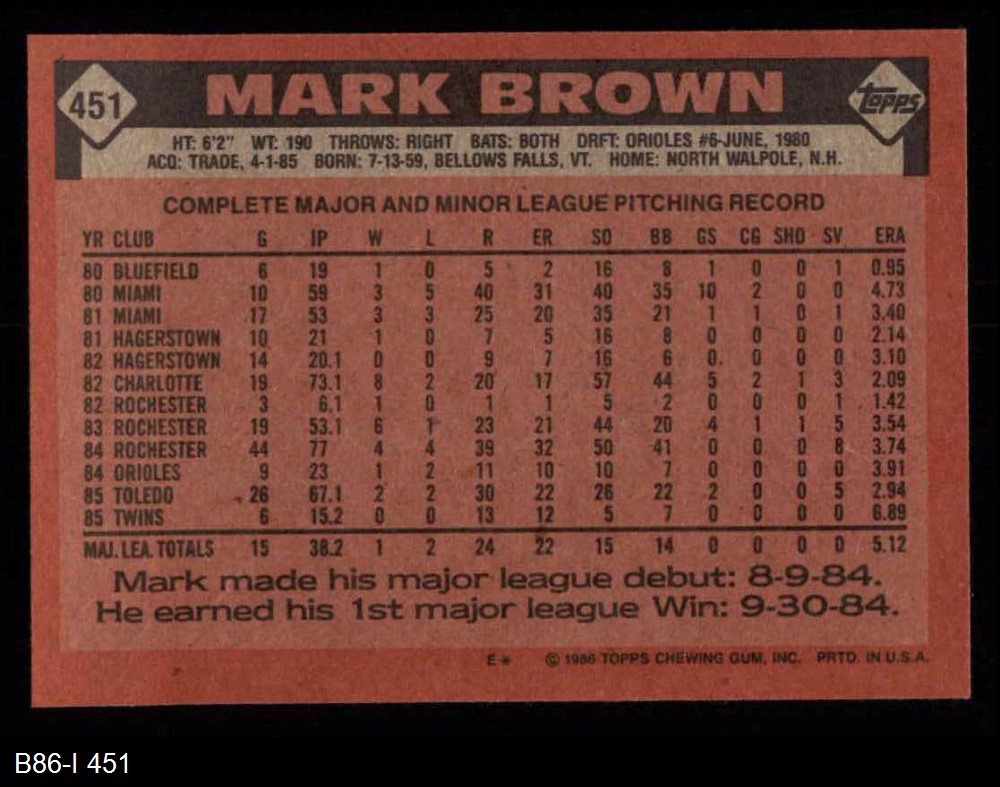 451 MARK BROWN topps
HT: 6'2" WT: 190 THROWS: RIGHT BATS: BOTH DRFT: ORIOLES #6-JUNE, 1980
ACQ: TRADE, 4-1-85 BORN: 7-13-59, BELLOWS FALLS, VT. HOME: NORTH WALPOLE, N.H.
COMPLETE MAJOR AND MINOR LEAGUE PITCHING RECORD
YR CLUB G IP W L R ER SO BB GS CG SHO SV ERA
80 BLUEFIELD 6 19 1 0 5 2 16 8 1 0 0 1 0.95
80 MIAMI 10 59 3 5 40 31 40 35 10 2 0 0 4.73
81 MIAMI 17 53 3 3 25 20 35 21 1 1 0 1 3.40
81 HAGERSTOWN 10 21 1 0 7 5 16 8 0 0 0 0 2.14
82 HAGERSTOWN 14 20.1 0 0 9 7 16 6 0. 0 0 0 3.10
82 CHARLOTTE 19 73.1 8 2 20 17 57 44 5 2 1 3 2.09
82 ROCHESTER 3 6.1 1 0 1 1 5 2 0 0 0 1 1.42
83 ROCHESTER 19 53.1 6 1 23 21 44 20 4 1 1 5 3.54
84 ROCHESTER 44 77 4 4 39 32 50 41 0 0 0 8 3.74
84 ORIOLES 9 23 1 2 11 10 10 7 0 0 0 0 3.91
85 TOLEDO 26 67.1 2 2 30 22 26 22 2 0 0 5 2.94
85 TWINS 6 15.2 0 0 13 12 5 7 0 0 0 0 6.89
MAJ. LEA. TOTALS 15 38.2 1 2 24 22 15 14 0 0 0 0 5.12
Mark made his major league debut: 8-9-84.
He earned his 1st major league Win: 9-30-84.
E* © 1986 TOPPS CHEWING GUM, INC. PRTD. IN U.S.A.
B86-I 451